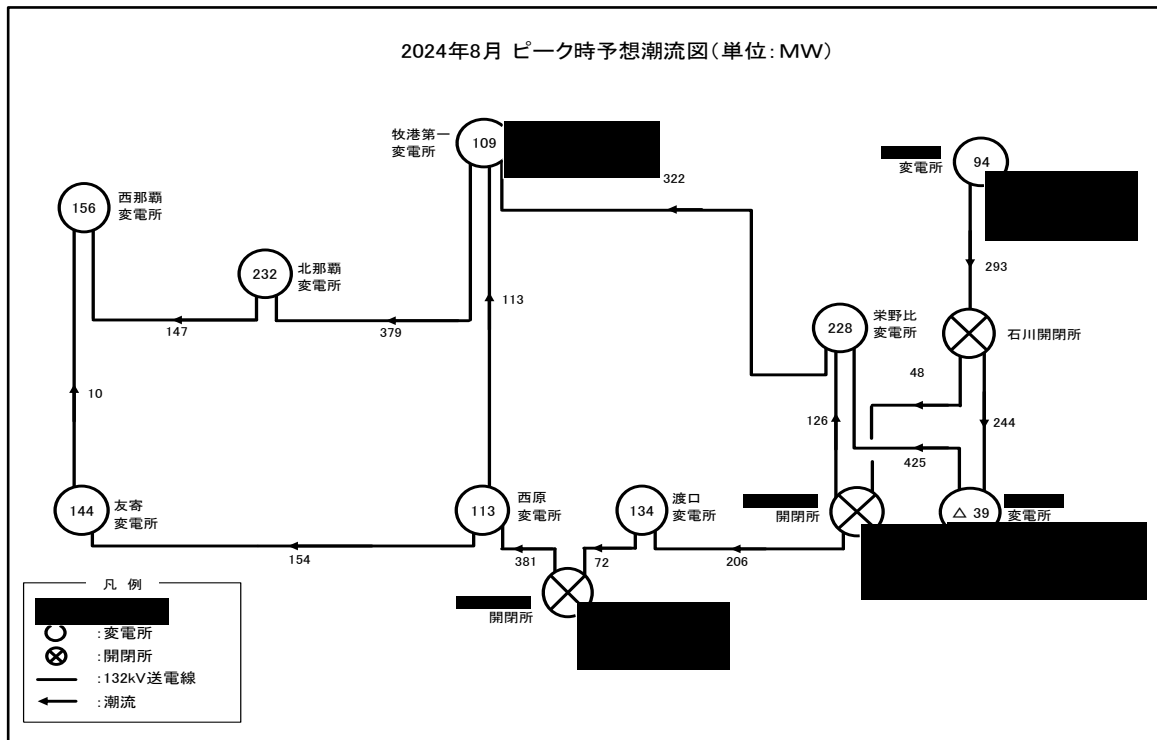 2024年8月 ピーク時予想潮流図(単位:MW)
牧港第一
変電所
109
322
変電所
94
西那覇
変電所
156
北那覇
変電所
232
293
113
147
379
栄野比
変電所
228
石川開閉所
48
10
126
244
425
友寄
変電所
144
西原
変電所
113
渡口
変電所
134
開閉所
△ 39
変電所
154
381
72
206
開閉所
凡 例
:変電所
:開閉所
:132kV送電線
:潮流